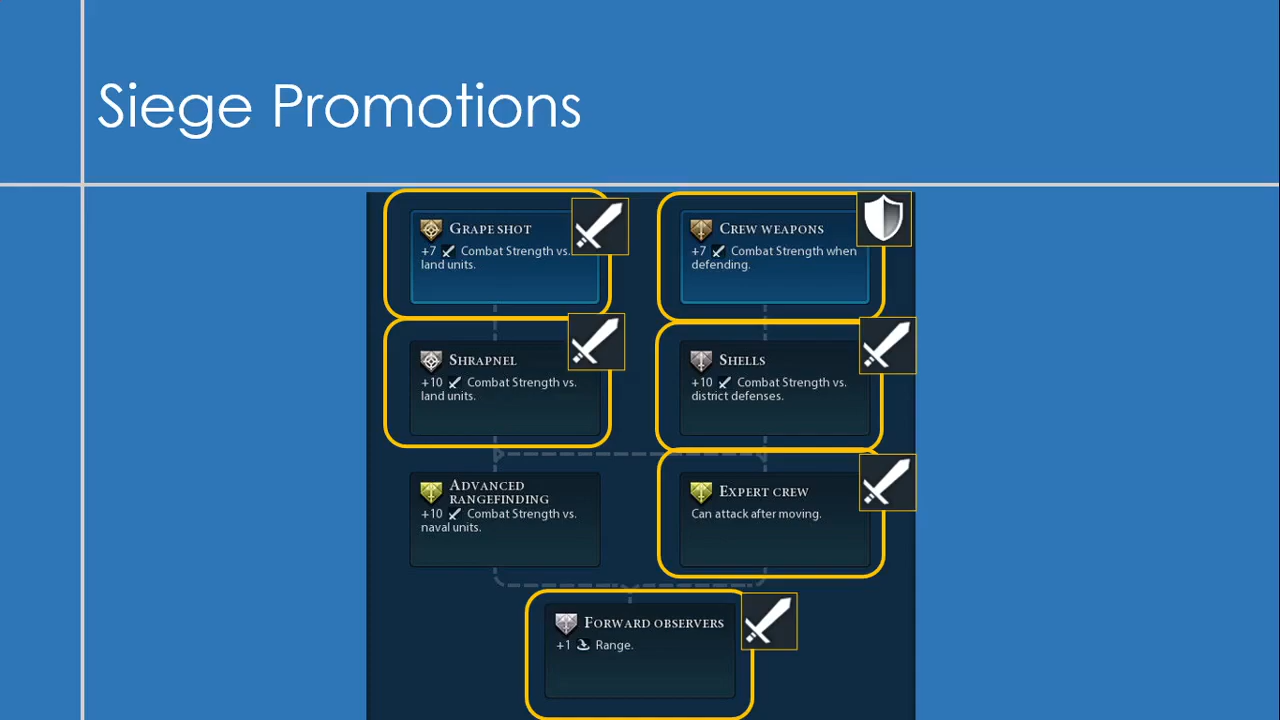 Siege Promotions
GRAPE SHOT
+7 Combat Strength vs.
land units.
CREW WEAPONS
+7 Combat Strength when
defending.
SHRAPNEL
+10 Combat Strength vs.
land units.
SHELLS
+10 Combat Strength vs.
district defenses.
ADVANCED
RANGEFINDING
+10 Combat Strength vs.
naval units.
EXPERT CREW
Can attack after moving.
FORWARD OBSERVERS
+1 Range.